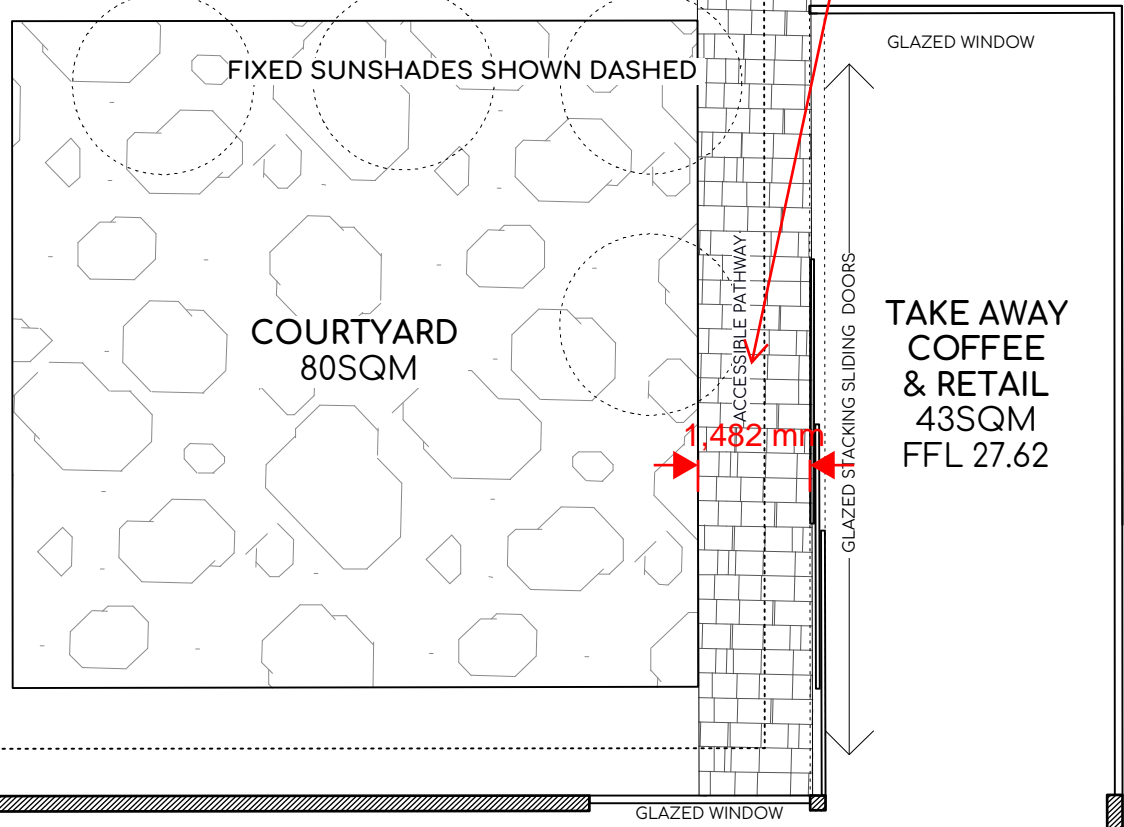 GLAZED WINDOW
FIXED SUNSHADES SHOWN DASHED
ACCESSIBLE PATHWAY
GLAZED STACKING SLIDING DOORS
COURTYARD
80SQM
TAKE AWAY
COFFEE
& RETAIL
43SQM
FFL 27.62
1,482 mm
GLAZED WINDOW